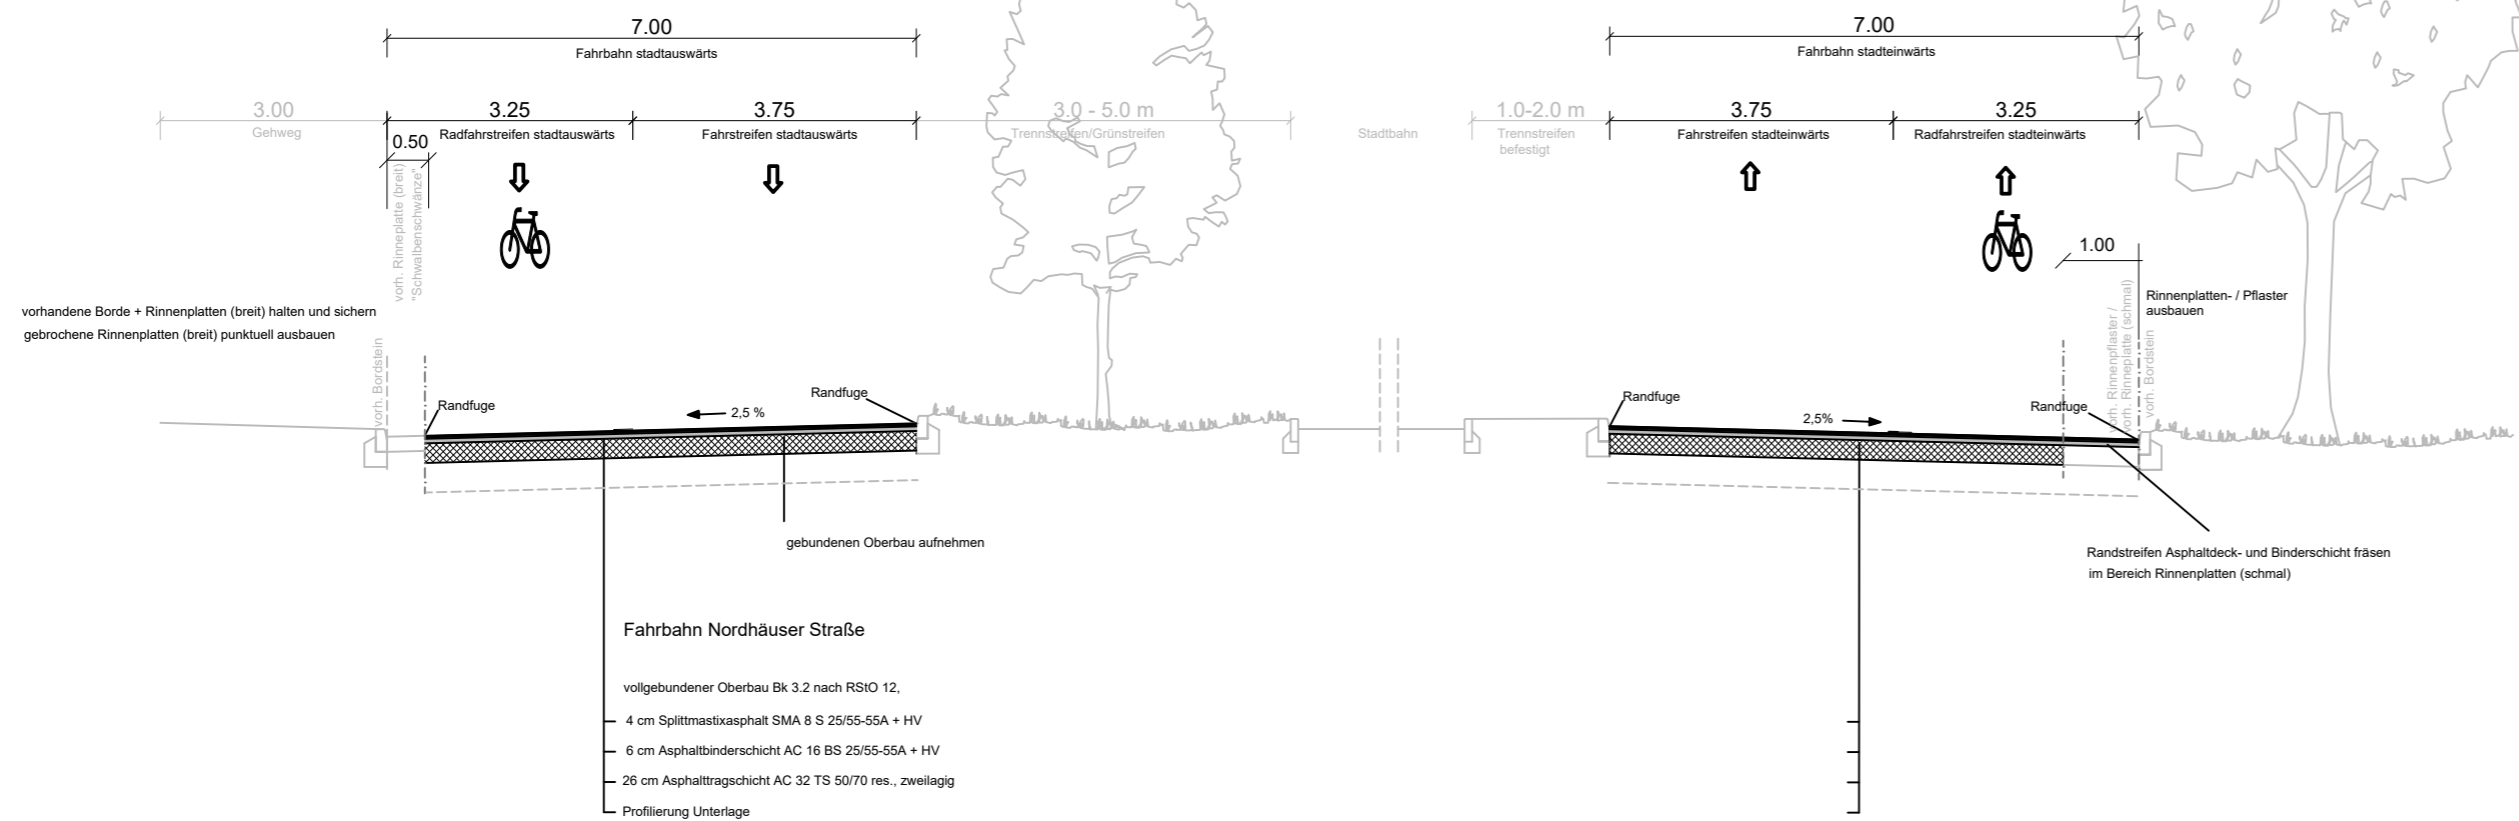 7.00
Fahrbahn stadtauswärts
7.00
Fahrbahn stadteinwärts
3.00
Gehweg
3.25
Radfahrstreifen stadtauswärts
3.75
Fahrstreifen stadtauswärts
3.0 - 5.0 m
Trennstreifen/Grünstreifen
Stadtbahn
1.0-2.0 m
Trennstreifen
befestigt
3.75
Fahrstreifen stadteinwärts
3.25
Radfahrstreifen stadteinwärts
0.50
vorh. Rinneplatte (breit)
"Schwalbenschwänze"
1.00
vorhandene Borde + Rinnenplatten (breit) halten und sichern
gebrochene Rinnenplatten (breit) punktuell ausbauen
Rinnenplatten- / Pflaster
ausbauen
vorh. Bordstein
Randfuge
2,5 %
Randfuge
Randfuge
2,5%
Randfuge
vorh. Rinnenpflaster /
vorh. Rinneplatte (schmal)
vorh. Bordstein
gebundenen Oberbau aufnehmen
Randstreifen Asphaltdeck- und Binderschicht fräsen
im Bereich Rinnenplatten (schmal)
Fahrbahn Nordhäuser Straße
vollgebundener Oberbau Bk 3.2 nach RStO 12,
4 cm Splittmastixasphalt SMA 8 S 25/55-55A + HV
6 cm Asphaltbinderschicht AC 16 BS 25/55-55A + HV
26 cm Asphalttragschicht AC 32 TS 50/70 res., zweilagig
Profilierung Unterlage